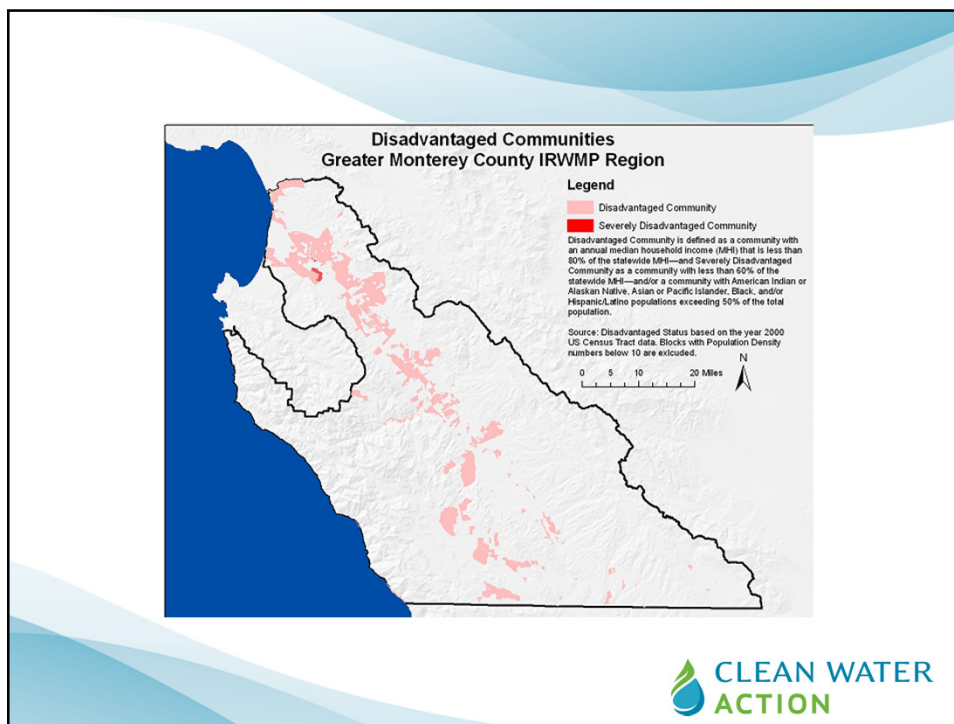 Disadvantaged Communities
Greater Monterey County IRWMP Region
Legend
Disadvantaged Community
Severely Disadvantaged Community
Disadvantaged Community is defined as a community with
an annual median household income (MHI) that is less than
80% of the statewide MHI—and Severely Disadvantaged
Community as a community with less than 60% of the
statewide MHI—and/or a community with American Indian or
Alaskan Native, Asian or Pacific Islander, Black, and/or
Hispanic/Latino populations exceeding 50% of the total
population.
Source: Disadvantaged Status based on the year 2000
US Census Tract data. Blocks with Population Density
numbers below 10 are exlcuded.
N
0 5 10 20 Miles
CLEAN WATER
ACTION